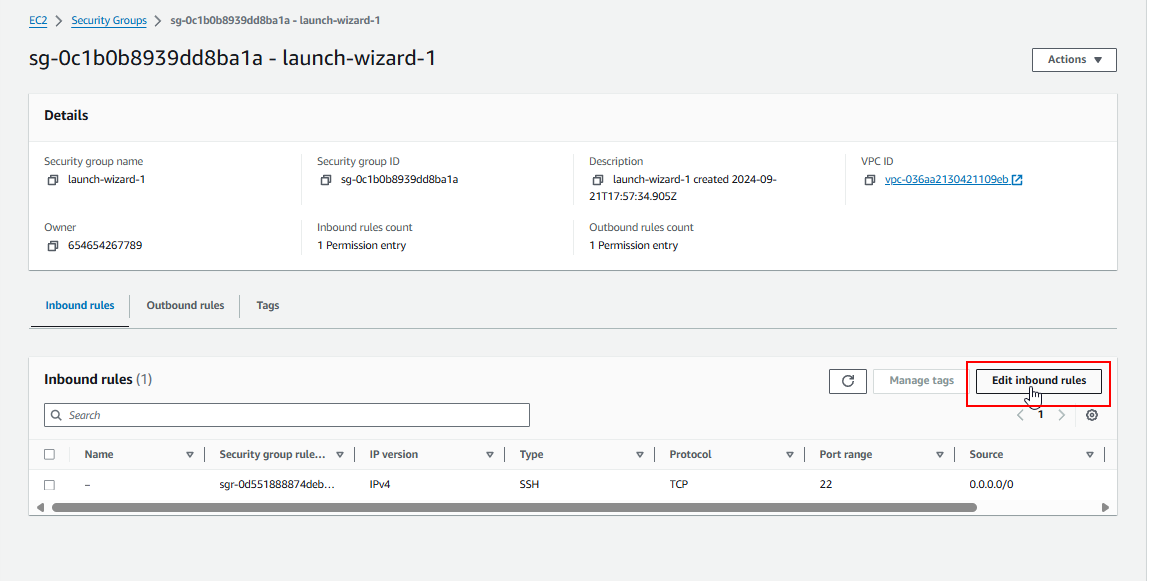 EC2 > Security Groups > sg-0c1b0b8939dd8ba1a - launch-wizard-1
sg-0c1b0b8939dd8ba1a - launch-wizard-1
Actions
Details
Security group name
launch-wizard-1
Security group ID
sg-0c1b0b8939dd8ba1a
Description
launch-wizard-1 created 2024-09-
21T17:57:34.905Z
VPC ID
vpc-036aa2130421109eb
Owner
654654267789
Inbound rules count
1 Permission entry
Outbound rules count
1 Permission entry
Inbound rules Outbound rules Tags
Inbound rules (1)
Manage tags Edit inbound rules
Search
1
Name Security group rule... IP version Type Protocol Port range Source
– sgr-0d551888874deb... IPv4 SSH TCP 22 0.0.0.0/0